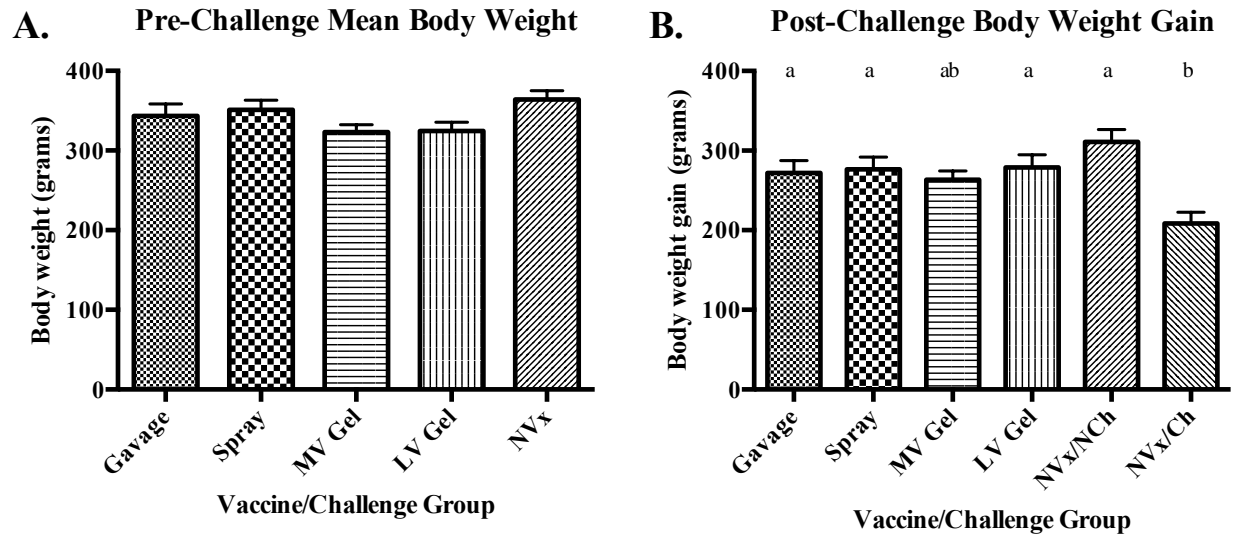 A. Pre-Challenge Mean Body Weight
Body weight (grams)
400
300
200
100
0
Gavage
Spray
MV Gel
LV Gel
NVx
Vaccine/Challenge Group
B. Post-Challenge Body Weight Gain
Body weight gain (grams)
400
300
200
100
0
a a ab a a b
Gavage
Spray
MV Gel
LV Gel
NVx/NCh
NVx/Ch
Vaccine/Challenge Group